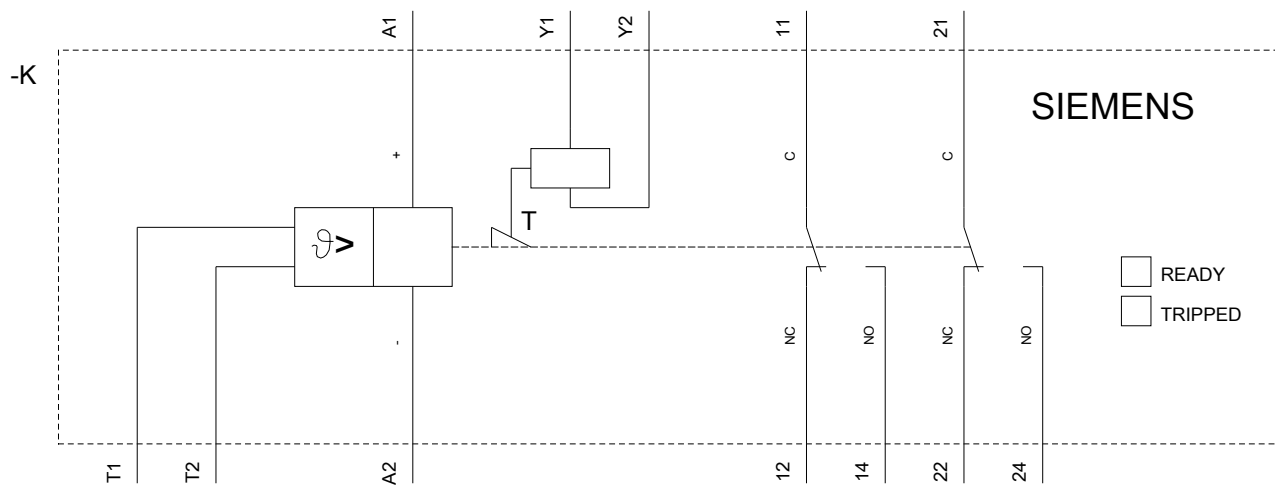 A1
Y1
Y2
11
21
-K
SIEMENS
+
C
C
T
ϑ>
READY
TRIPPED
-
NC
NO
NC
NO
T1
T2
A2
12
14
22
24